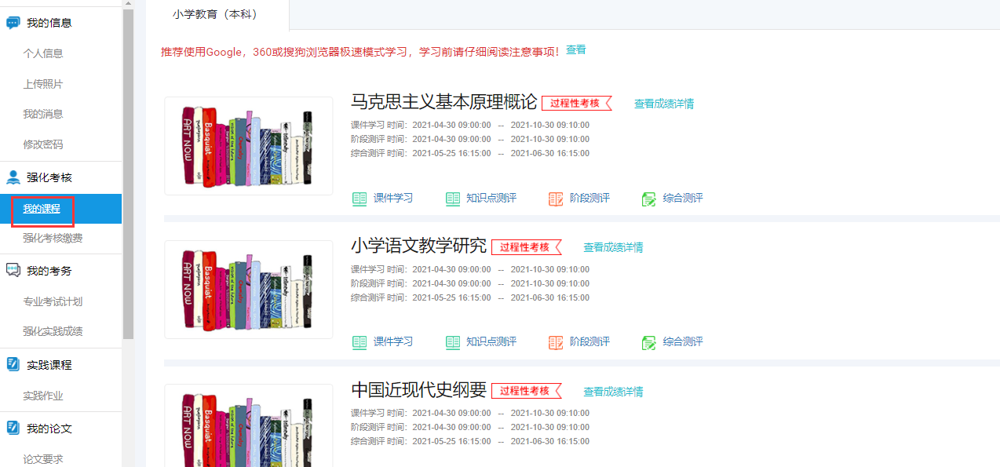 我的信息
个人信息
上传照片
我的消息
修改密码
强化考核
我的课程
强化考核缴费
我的考务
专业考试计划
强化实践成绩
实践课程
实践作业
我的论文
论文要求
小学教育（本科）
推荐使用Google，360或搜狗浏览器极速模式学习，学习前请仔细阅读注意事项！ 查看
ART NOW
Basquiat
马克思主义基本原理概论 过程性考核 查看成绩详情
课件学习 时间：2021-04-30 09:00:00 -- 2021-10-30 09:10:00
阶段测评 时间：2021-04-30 09:00:00 -- 2021-10-30 09:10:00
综合测评 时间：2021-05-25 16:15:00 -- 2021-06-30 16:15:00
课件学习 知识点测评 阶段测评 综合测评
ART NOW
Basquiat
小学语文教学研究 过程性考核 查看成绩详情
课件学习 时间：2021-04-30 09:00:00 -- 2021-10-30 09:10:00
阶段测评 时间：2021-04-30 09:00:00 -- 2021-10-30 09:10:00
综合测评 时间：2021-05-25 16:15:00 -- 2021-06-30 16:15:00
课件学习 知识点测评 阶段测评 综合测评
ART NOW
Basquiat
中国近现代史纲要 过程性考核 查看成绩详情
课件学习 时间：2021-04-30 09:00:00 -- 2021-10-30 09:10:00
阶段测评 时间：2021-04-30 09:00:00 -- 2021-10-30 09:10:00
综合测评 时间：2021-05-25 16:15:00 -- 2021-06-30 16:15:00